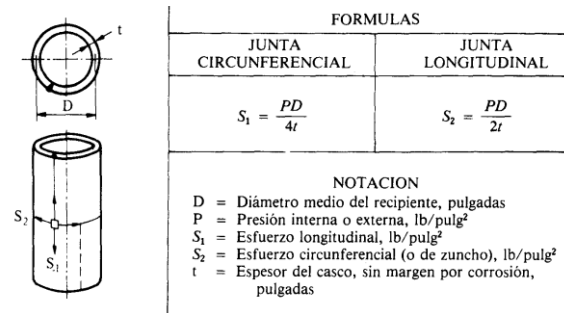 t
D
S₂
S₁
FORMULAS
JUNTA
CIRCUNFERENCIAL
JUNTA
LONGITUDINAL
S₁ = PD / 4t
S₂ = PD / 2t
NOTACION
D = Diámetro medio del recipiente, pulgadas
P = Presión interna o externa, lb/pulg²
S₁ = Esfuerzo longitudinal, lb/pulg²
S₂ = Esfuerzo circunferencial (o de zuncho), lb/pulg²
t = Espesor del casco, sin margen por corrosión,
pulgadas